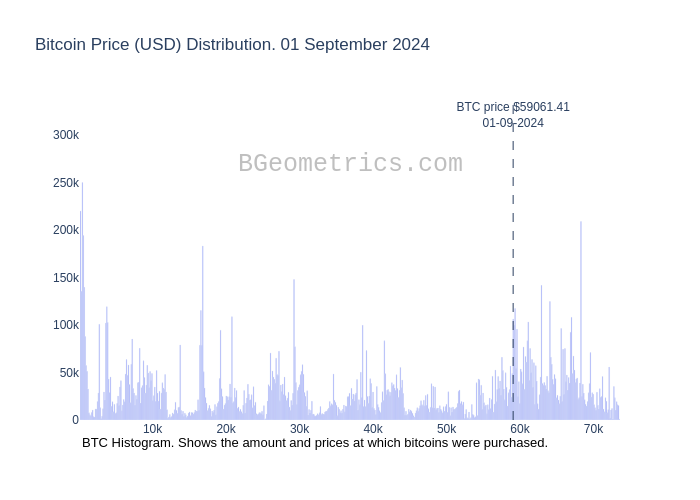 Bitcoin Price (USD) Distribution. 01 September 2024
BTC price $59061.41
01-09-2024
300k
BGeometrics.com
250k
200k
150k
100k
50k
0
10k 20k 30k 40k 50k 60k 70k
BTC Histogram. Shows the amount and prices at which bitcoins were purchased.